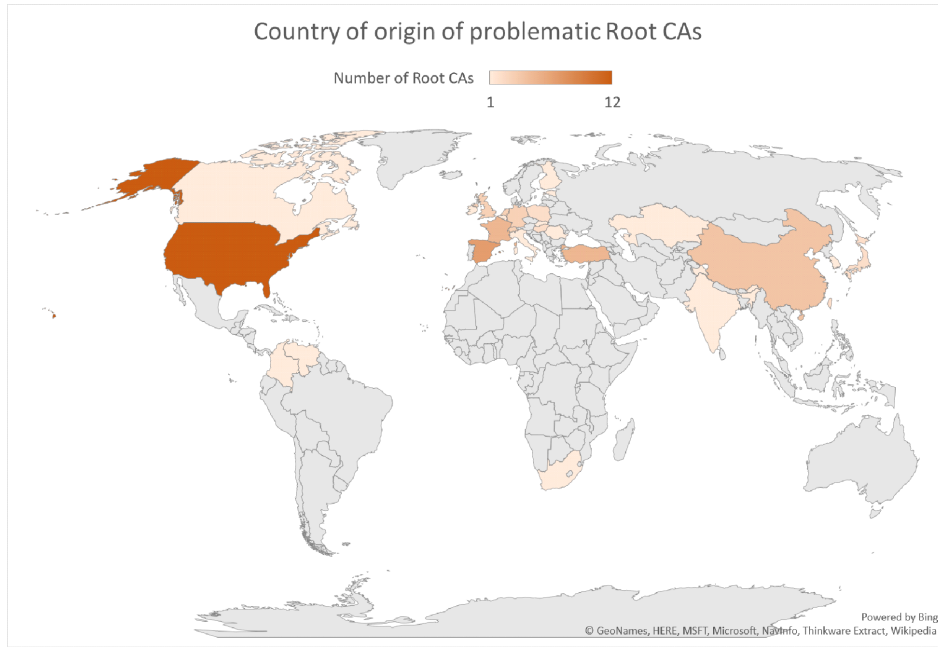 Country of origin of problematic Root CAs
Number of Root CAs
1 12
Powered by Bing
© GeoNames, HERE, MSFT, Microsoft, NavInfo, Thinkware Extract, Wikipedia